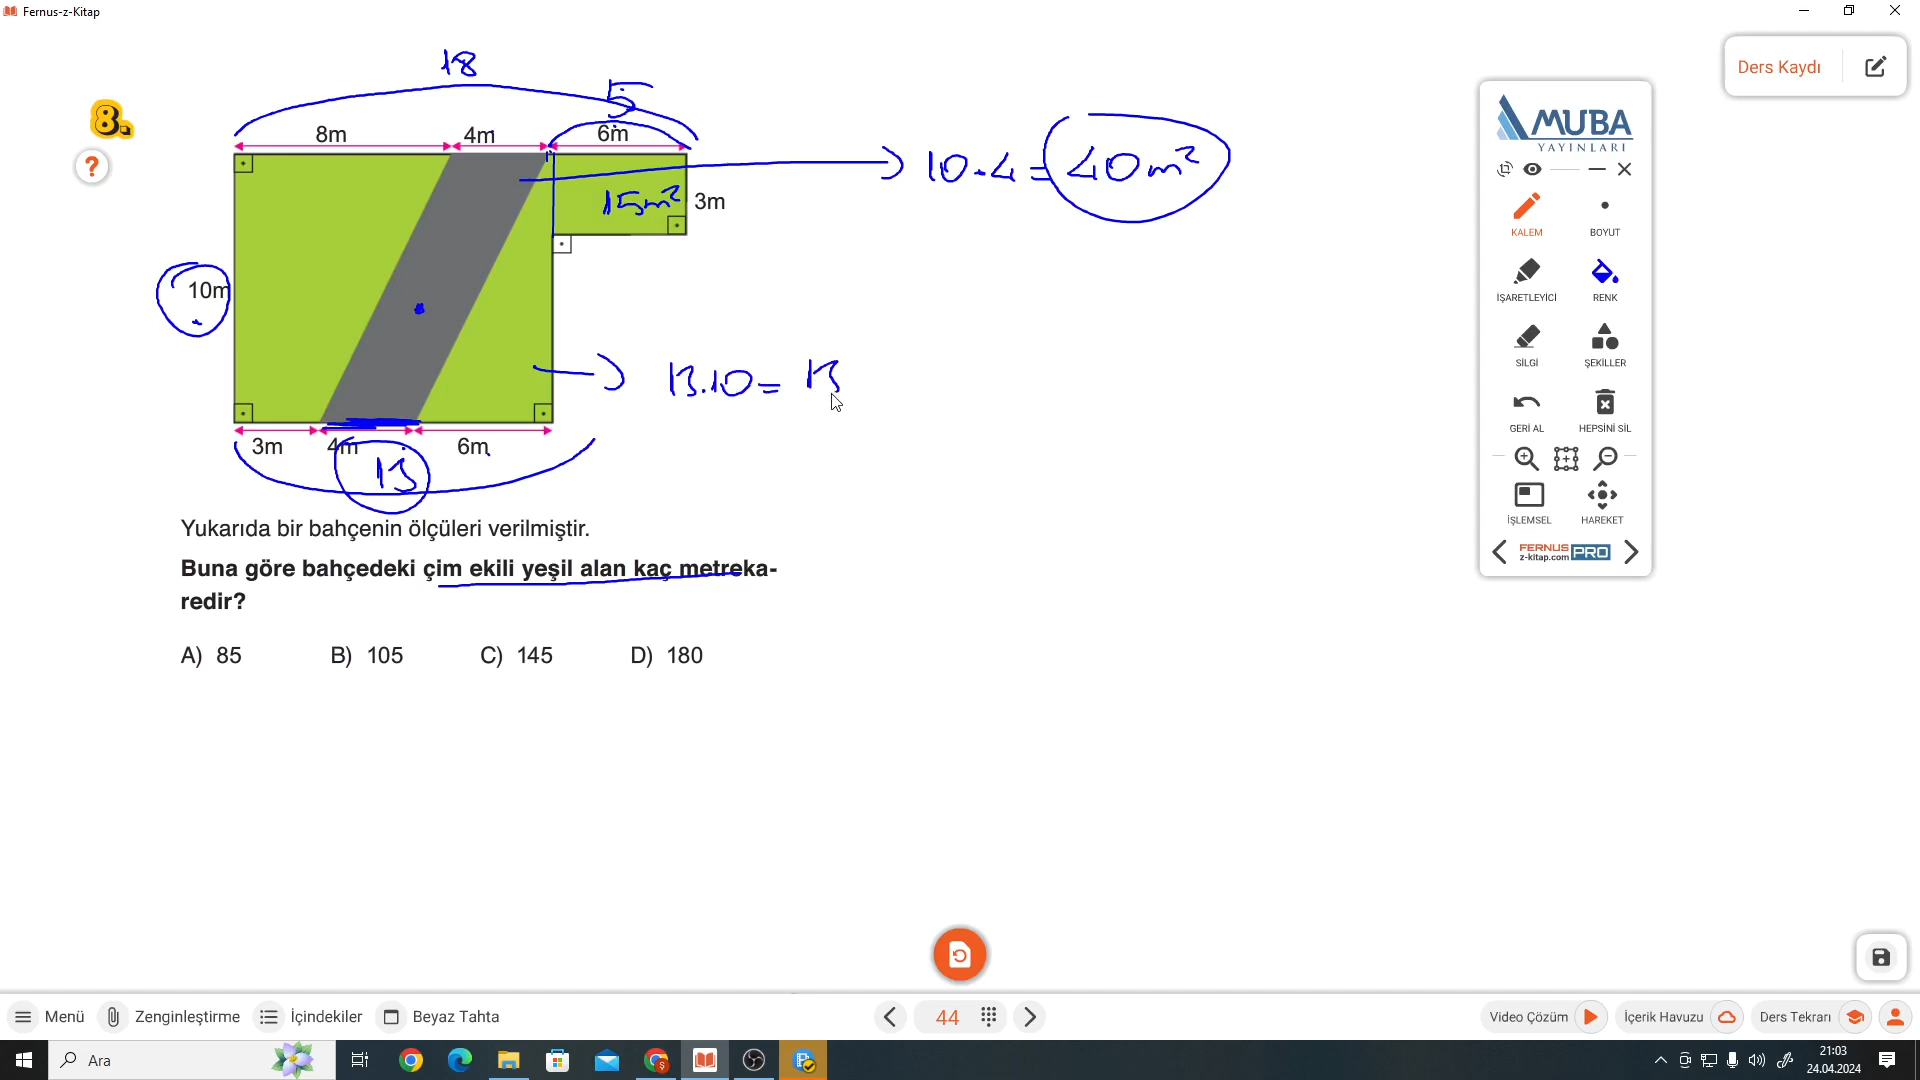 Fernus-z-Kitap
Ders Kaydı
18
5
8.
8m
4m
6m
?
10.4=40m²
15m²
3m
10m
13.10= 13
3m
4m
6m
13
Yukarıda bir bahçenin ölçüleri verilmiştir.
Buna göre bahçedeki çim ekili yeşil alan kaç metreka-
redir?
A) 85
B) 105
C) 145
D) 180
MUBA
YAYINLARI
KALEM
BOYUT
İŞARETLEYİCİ
RENK
SİLGİ
ŞEKİLLER
GERİ AL
HEPSİNİ SİL
İŞLEMSEL
HAREKET
FERNUS
z-kitap.com
PRO
Menü
Zenginleştirme
İçindekiler
Beyaz Tahta
44
Video Çözüm
İçerik Havuzu
Ders Tekrarı
Ara
21:03
24.04.2024